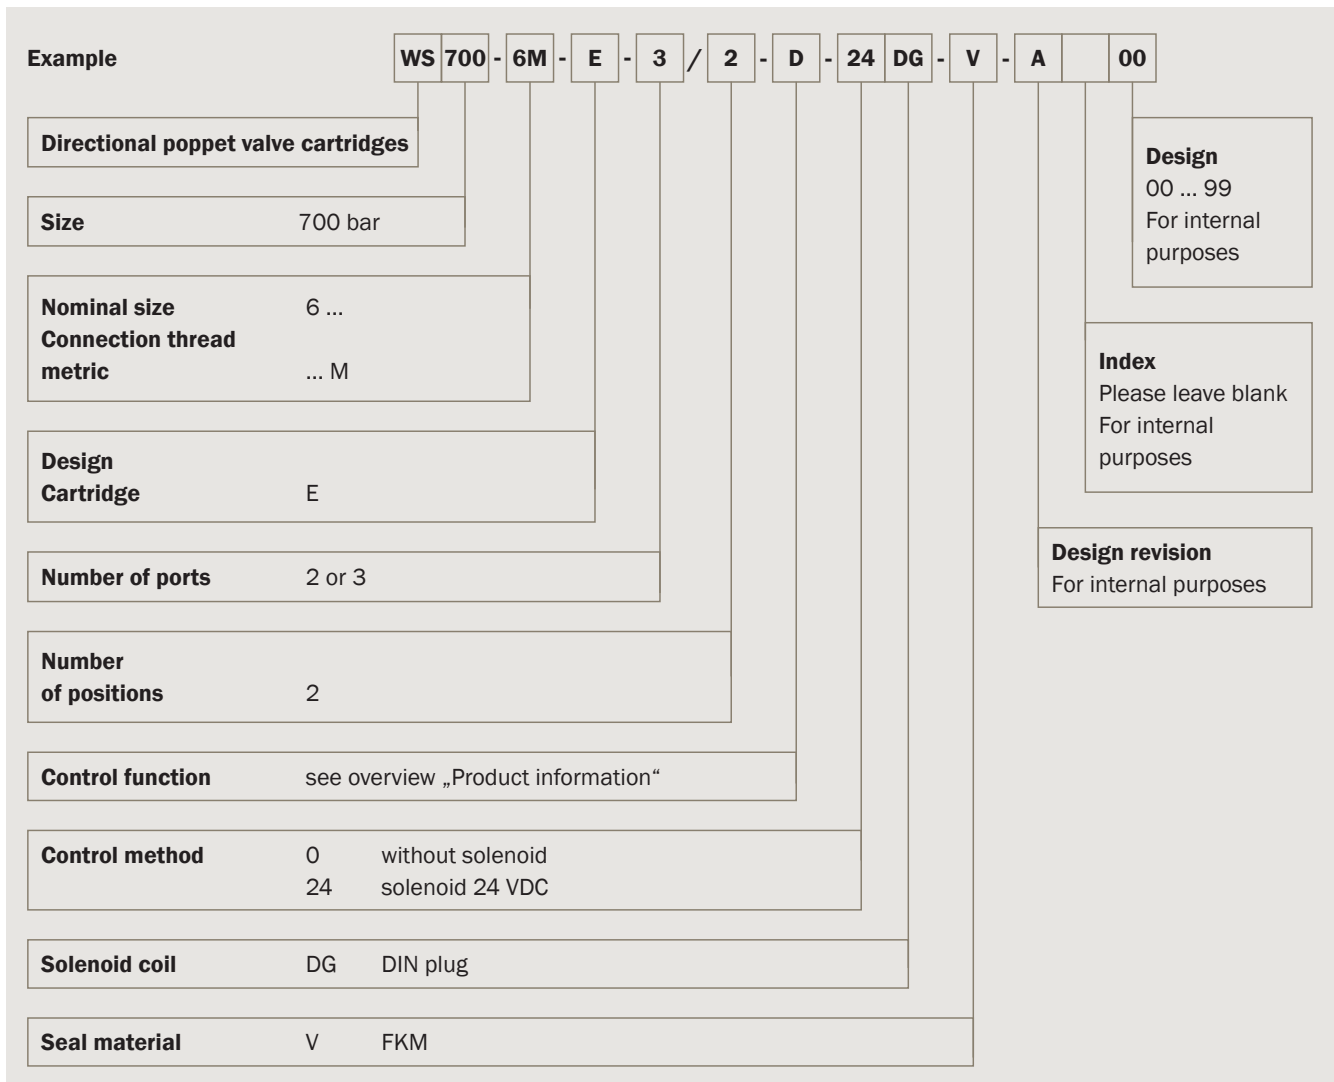 Example WS 700 - 6M - E - 3 / 2 - D - 24 DG - V - A 00
Directional poppet valve cartridges
Size 700 bar
Nominal size 6 ...
Connection thread
metric ... M
Design
Cartridge E
Number of ports 2 or 3
Number
of positions 2
Control function see overview „Product information“
Control method 0 without solenoid
24 solenoid 24 VDC
Solenoid coil DG DIN plug
Seal material V FKM
Design
00 ... 99
For internal
purposes
Index
Please leave blank
For internal
purposes
Design revision
For internal purposes